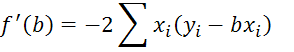 f'(b) = −2 ∑ xᵢ(yᵢ − bxᵢ)